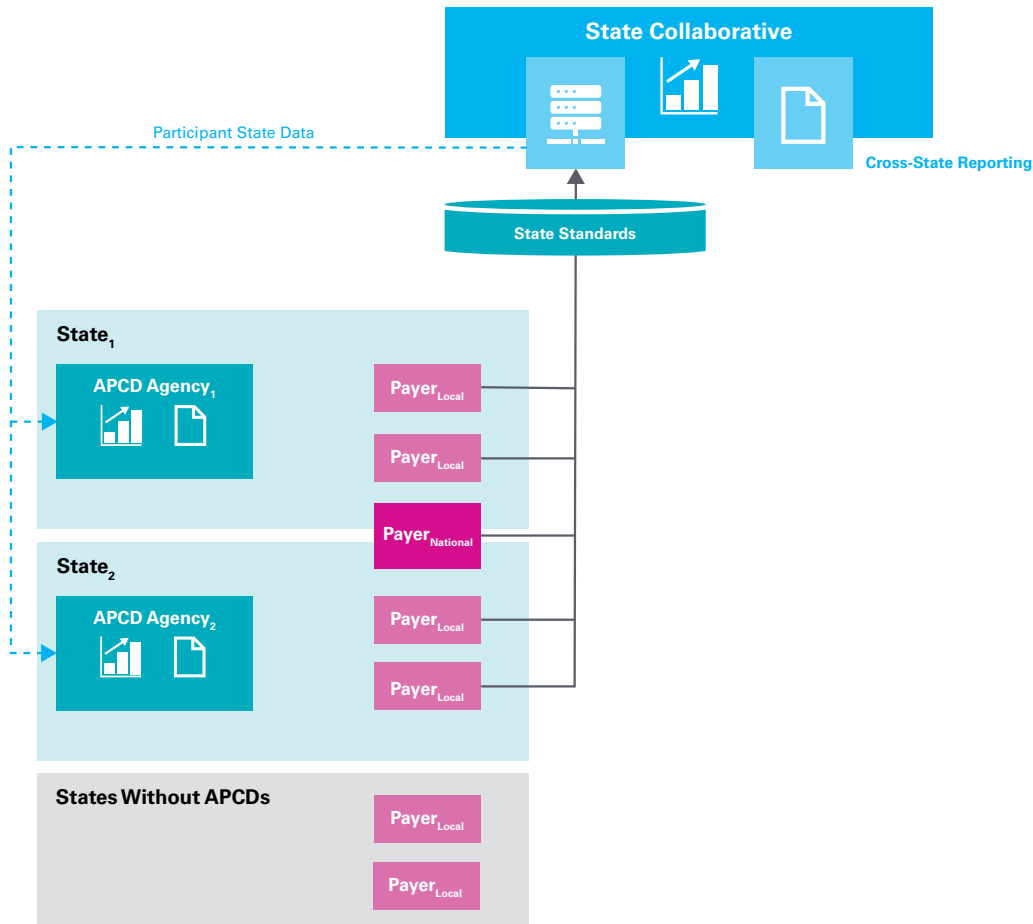 State Collaborative
Participant State Data
Cross-State Reporting
State Standards
State1
APCD Agency1
PayerLocal
PayerLocal
PayerNational
State2
APCD Agency2
PayerLocal
PayerLocal
States Without APCDs
PayerLocal
PayerLocal